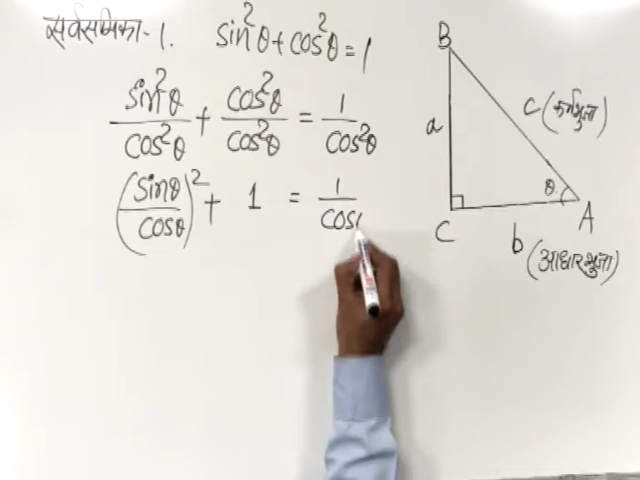 सर्वसमिका-1. sin²θ+cos²θ=1
sin²θ/cos²θ + cos²θ/cos²θ = 1/cos²θ
(sinθ/cosθ)² + 1 = 1/cos
B
a
c (कर्णभुजा)
θ
C
A
b
(आधारभुजा)